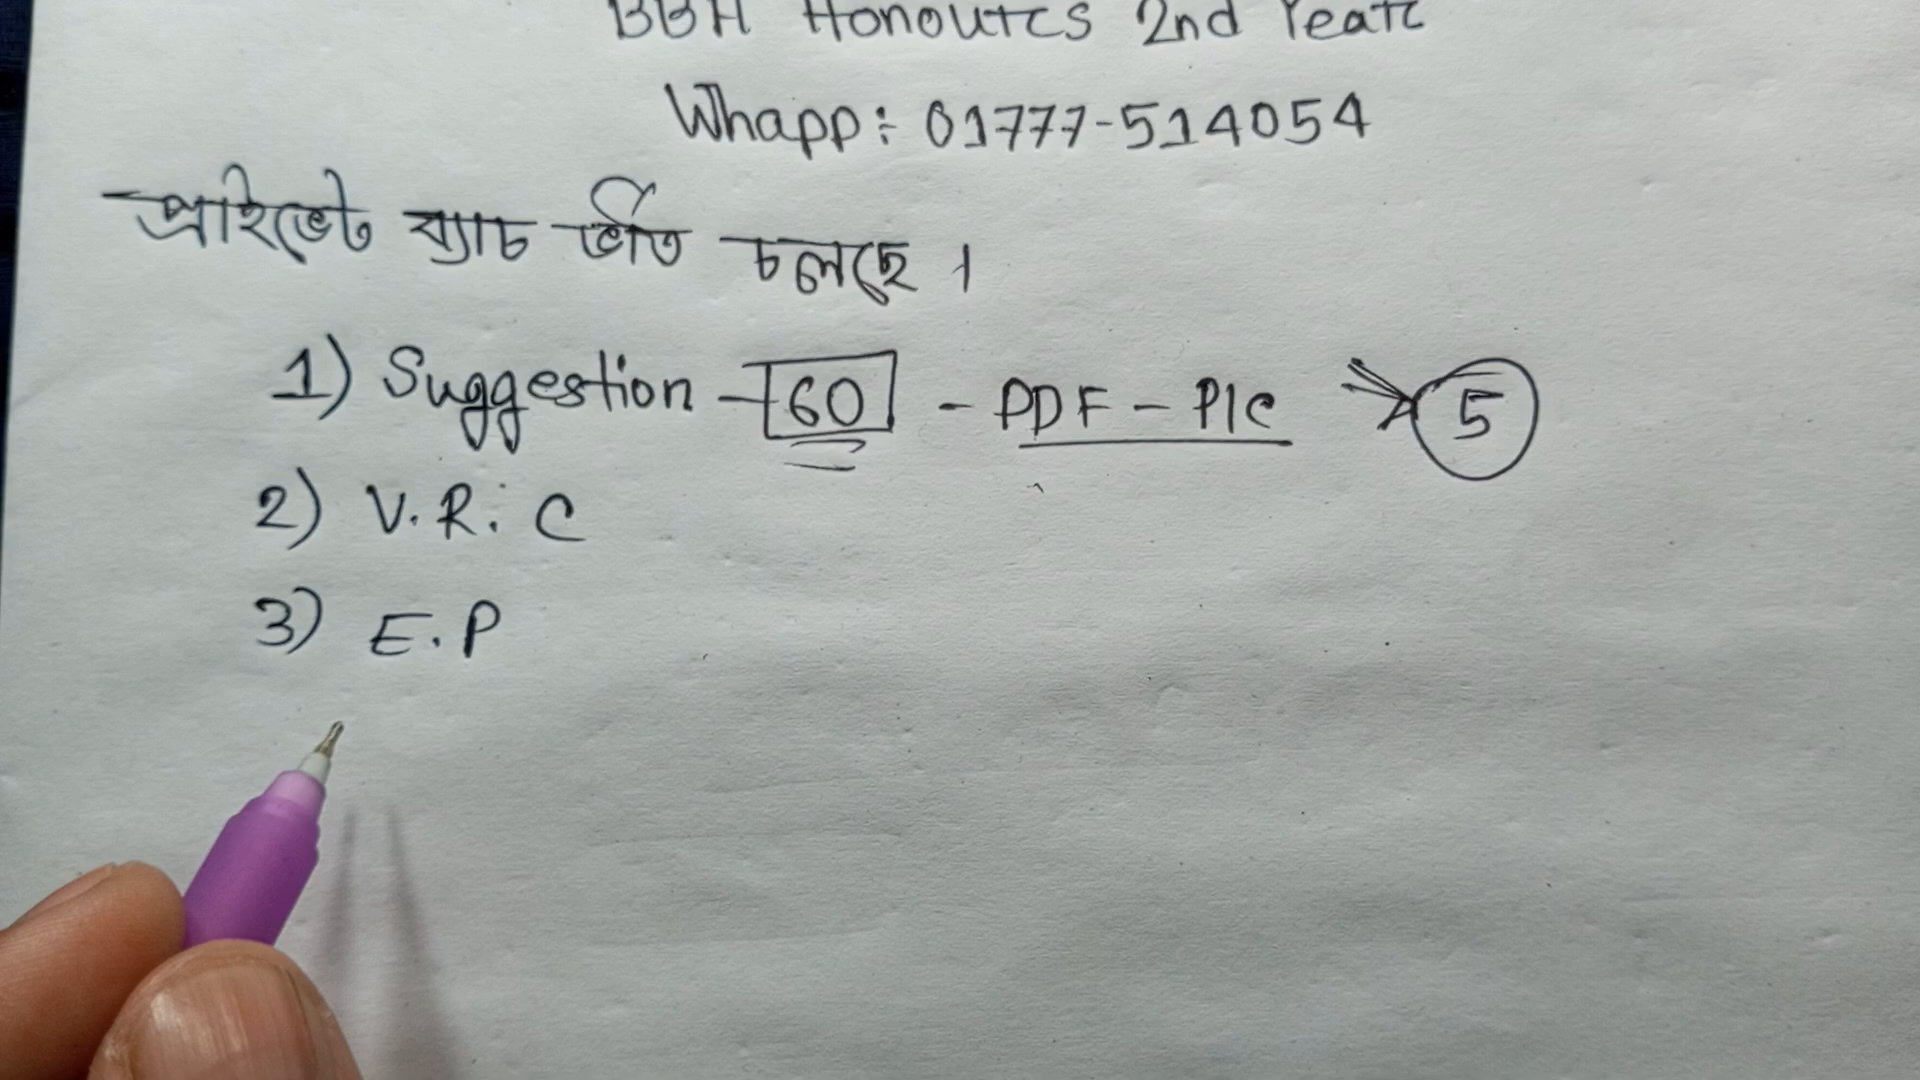 BBA Honours 2nd Year
Whapp: 01777-514054
প্রাইভেট ব্যাচ ভর্তি চলছে।
1) Suggestion - 60 - PDF - PIC → 5
2) V.R.C
3) E.P